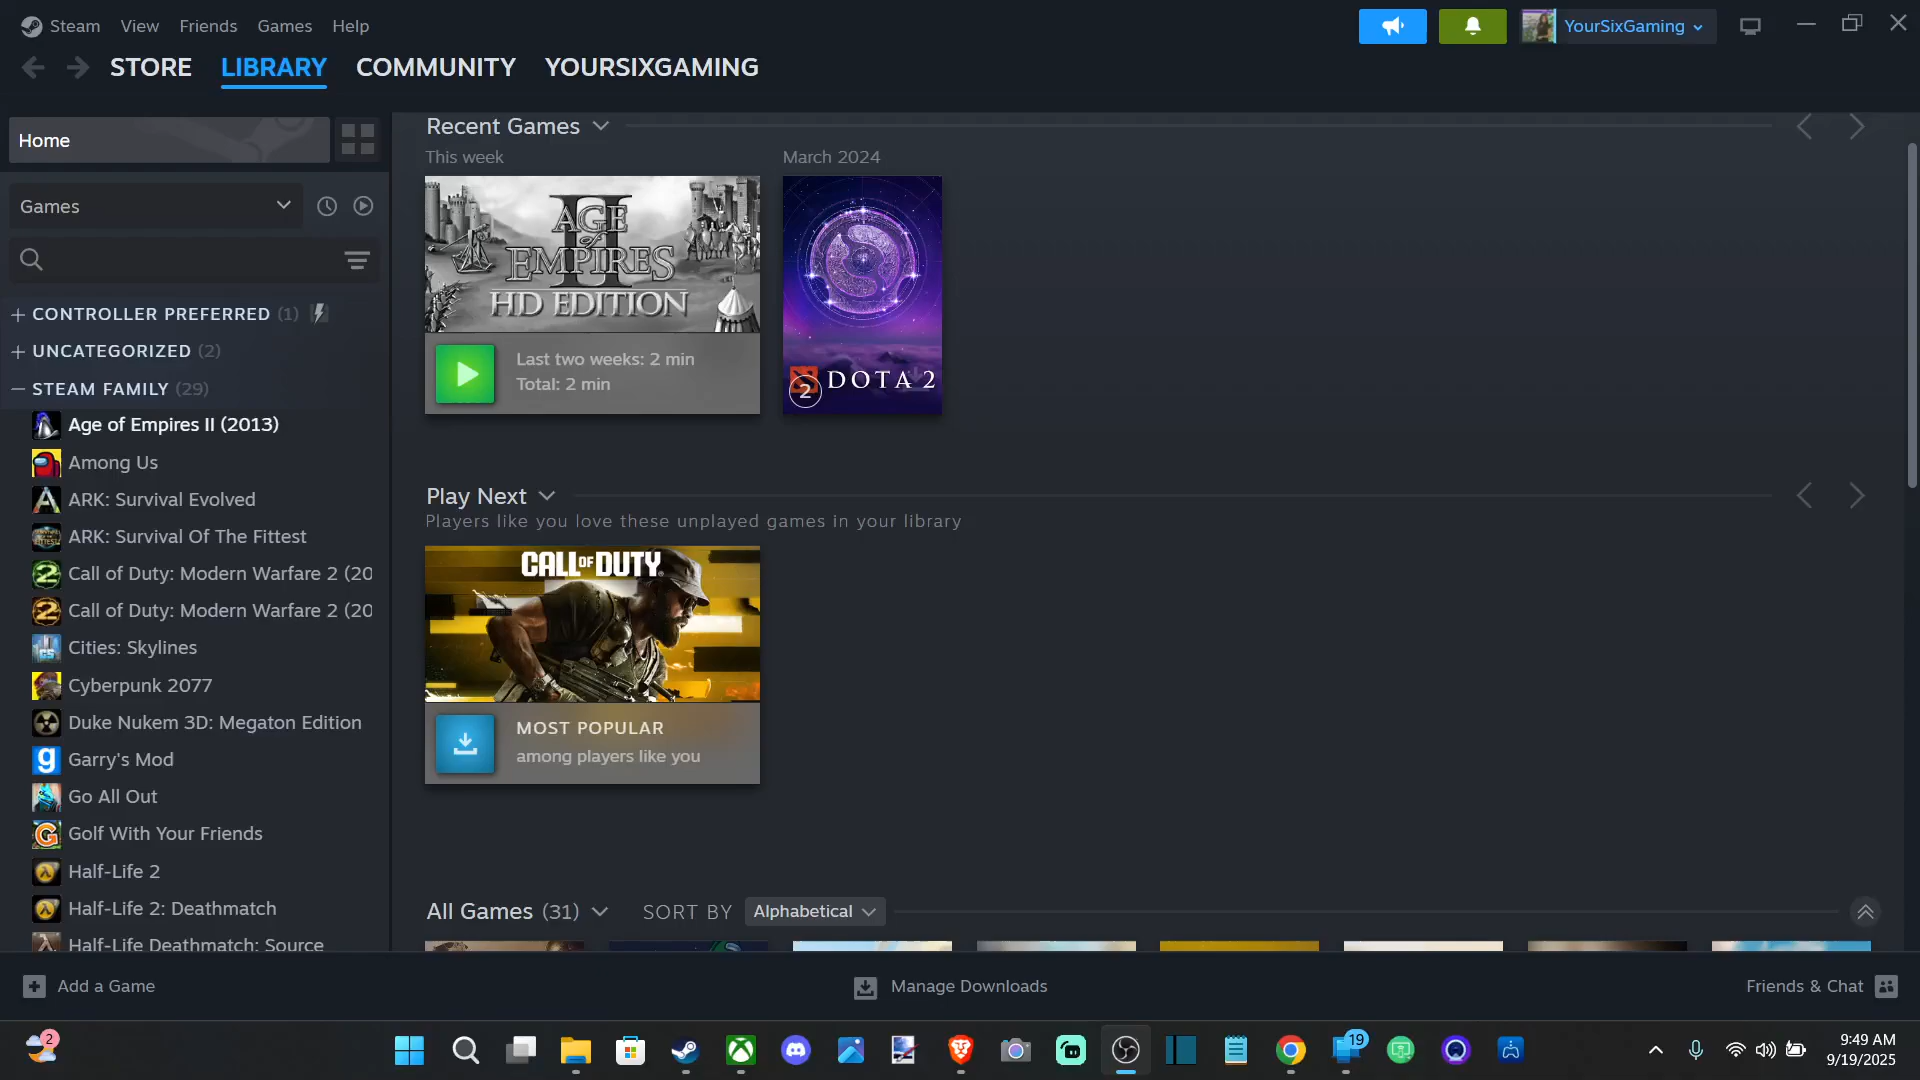 Steam View Friends Games Help
YourSixGaming
STORE LIBRARY COMMUNITY YOURSIXGAMING
Home
Games
CONTROLLER PREFERRED (1)
UNCATEGORIZED (2)
STEAM FAMILY (29)
Age of Empires II (2013)
Among Us
ARK: Survival Evolved
ARK: Survival Of The Fittest
Call of Duty: Modern Warfare 2 (20
Call of Duty: Modern Warfare 2 (20
Cities: Skylines
Cyberpunk 2077
Duke Nukem 3D: Megaton Edition
Garry's Mod
Go All Out
Golf With Your Friends
Half-Life 2
Half-Life 2: Deathmatch
Half-Life Deathmatch: Source
Recent Games
This week
March 2024
II
AGE
of
EMPIRES
HD EDITION
Last two weeks: 2 min
Total: 2 min
DOTA 2
2
Play Next
Players like you love these unplayed games in your library
CALL OF DUTY
MOST POPULAR
among players like you
All Games (31) SORT BY Alphabetical
Add a Game
Manage Downloads
Friends & Chat
2
19
9:49 AM
9/19/2025